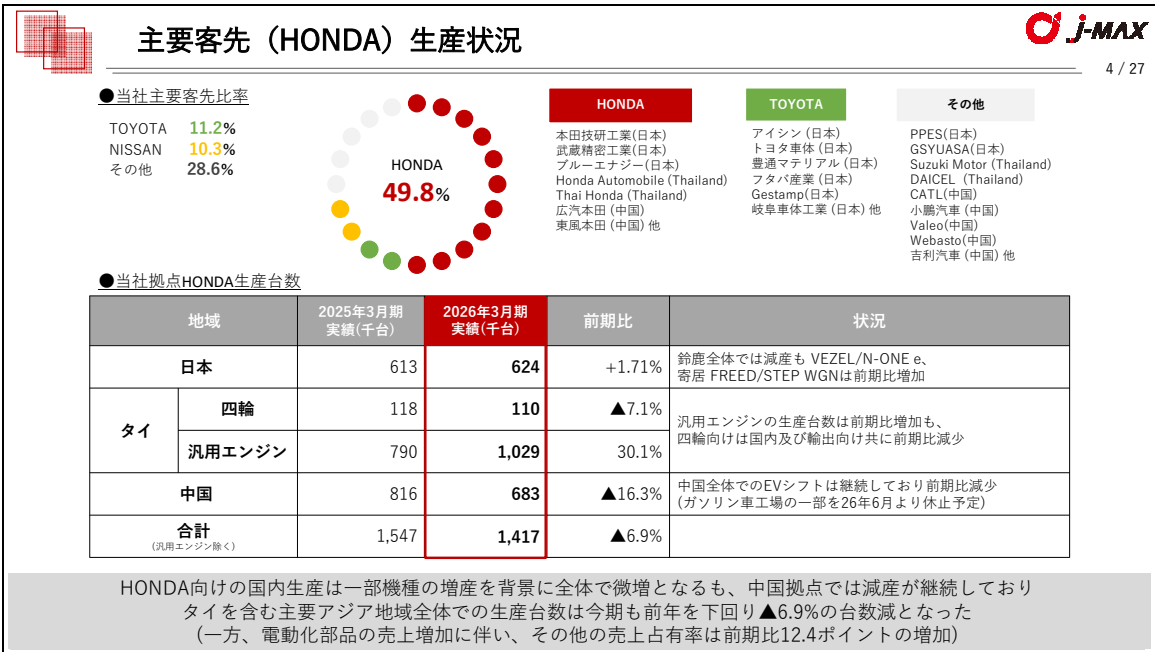 主要客先（HONDA）生産状況
J-MAX
4 / 27
●当社主要客先比率
TOYOTA 11.2%
NISSAN 10.3%
その他 28.6%
HONDA
49.8%
HONDA
本田技研工業(日本)
武蔵精密工業(日本)
ブルーエナジー(日本)
Honda Automobile (Thailand)
Thai Honda (Thailand)
広汽本田 (中国)
東風本田 (中国) 他
TOYOTA
アイシン (日本)
トヨタ車体 (日本)
豊通マテリアル (日本)
フタバ産業 (日本)
Gestamp(日本)
岐阜車体工業 (日本) 他
その他
PPES(日本)
GSYUASA(日本)
Suzuki Motor (Thailand)
DAICEL (Thailand)
CATL(中国)
小鵬汽車 (中国)
Valeo(中国)
Webasto(中国)
吉利汽車 (中国) 他
●当社拠点HONDA生産台数
地域 2025年3月期 実績(千台) 2026年3月期 実績(千台) 前期比 状況
日本 613 624 +1.71% 鈴鹿全体では減産も VEZEL/N-ONE e、
寄居 FREED/STEP WGNは前期比増加
タイ 四輪 118 110 ▲7.1% 汎用エンジンの生産台数は前期比増加も、
四輪向けは国内及び輸出向け共に前期比減少
汎用エンジン 790 1,029 30.1%
中国 816 683 ▲16.3% 中国全体でのEVシフトは継続しており前期比減少
(ガソリン車工場の一部を26年6月より休止予定)
合計 1,547 1,417 ▲6.9%
(汎用エンジン除く)
HONDA向けの国内生産は一部機種の増産を背景に全体で微増となるも、中国拠点では減産が継続しており
タイを含む主要アジア地域全体での生産台数は今期も前年を下回り▲6.9%の台数減となった
(一方、電動化部品の売上増加に伴い、その他の売上占有率は前期比12.4ポイントの増加)